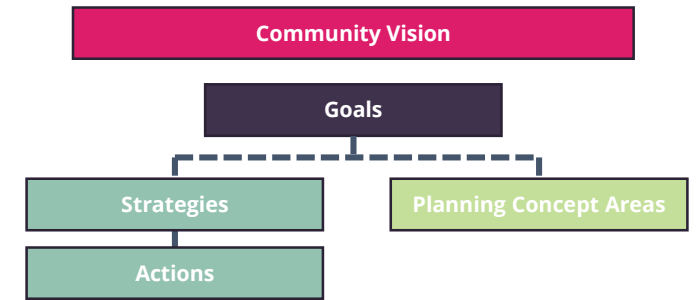 Community Vision
Goals
Strategies
Planning Concept Areas
Actions